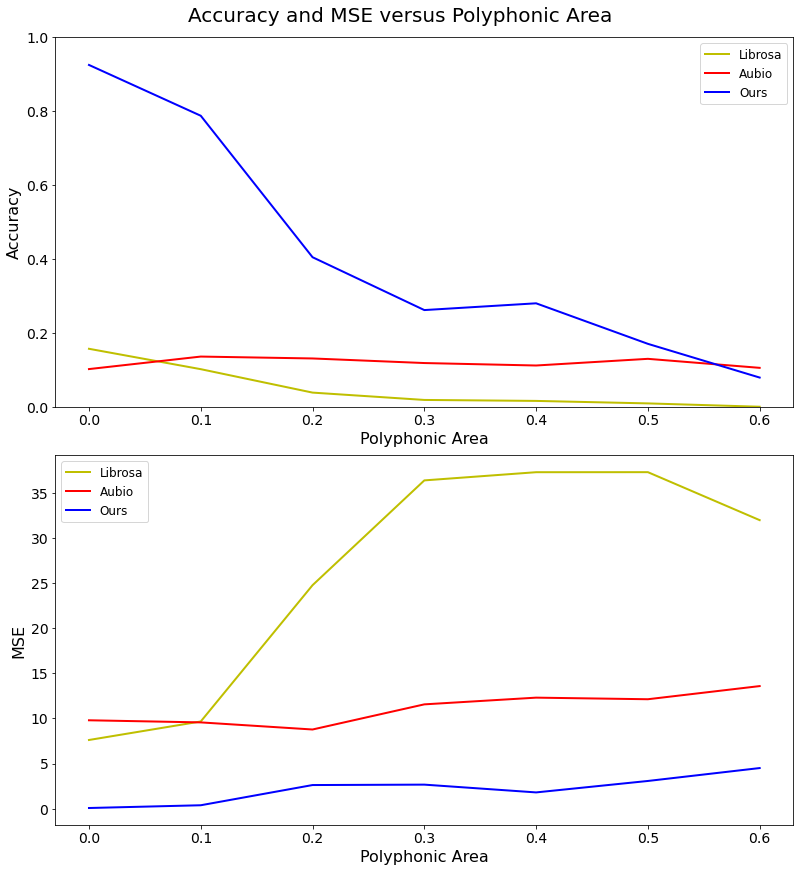 Accuracy and MSE versus Polyphonic Area
1.0
0.8
0.6
0.4
0.2
0.0
Accuracy
Librosa
Aubio
Ours
0.0 0.1 0.2 0.3 0.4 0.5 0.6
Polyphonic Area
35
30
25
20
15
10
5
0
MSE
Librosa
Aubio
Ours
0.0 0.1 0.2 0.3 0.4 0.5 0.6
Polyphonic Area